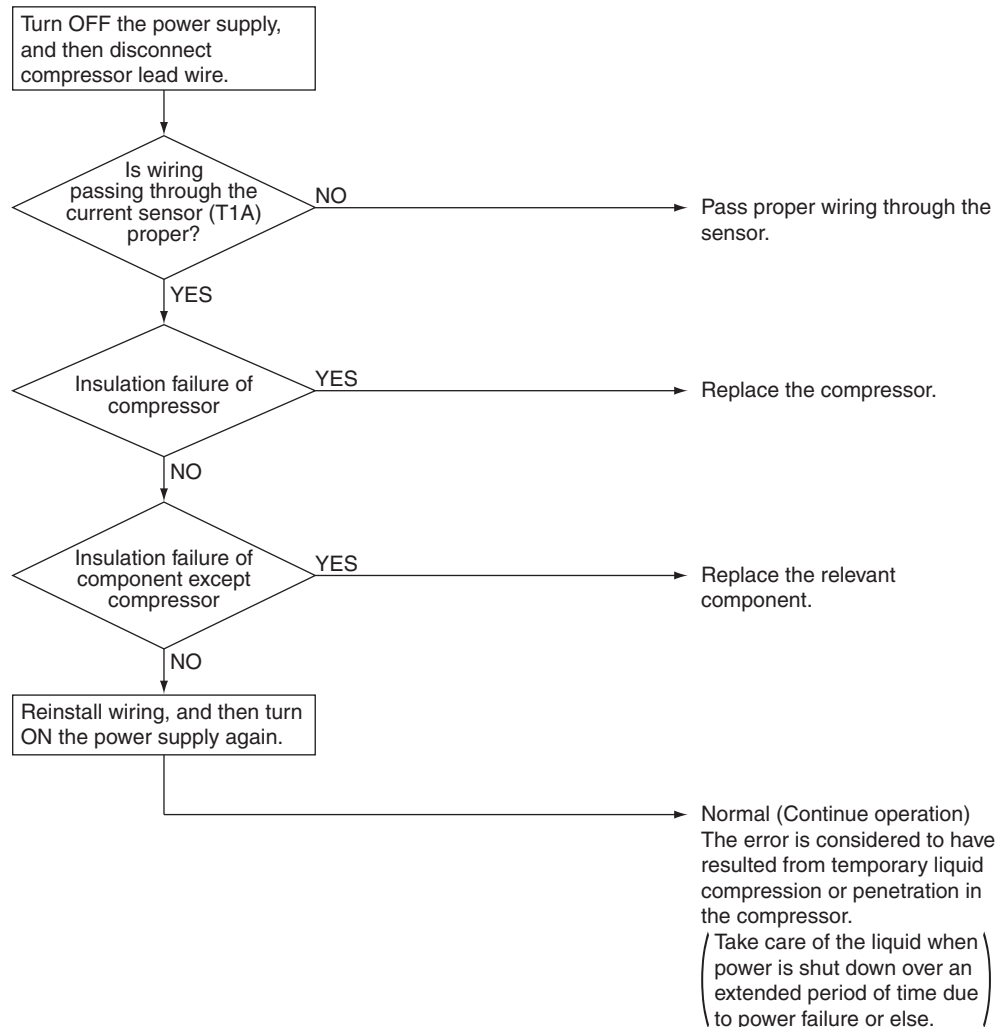 Turn OFF the power supply,
and then disconnect
compressor lead wire.
Is wiring
passing through the
current sensor (T1A)
proper?
NO
Pass proper wiring through the
sensor.
YES
Insulation failure of
compressor
YES
Replace the compressor.
NO
Insulation failure of
component except
compressor
YES
Replace the relevant
component.
NO
Reinstall wiring, and then turn
ON the power supply again.
Normal (Continue operation)
The error is considered to have
resulted from temporary liquid
compression or penetration in
the compressor.
(Take care of the liquid when
power is shut down over an
extended period of time due
to power failure or else.)